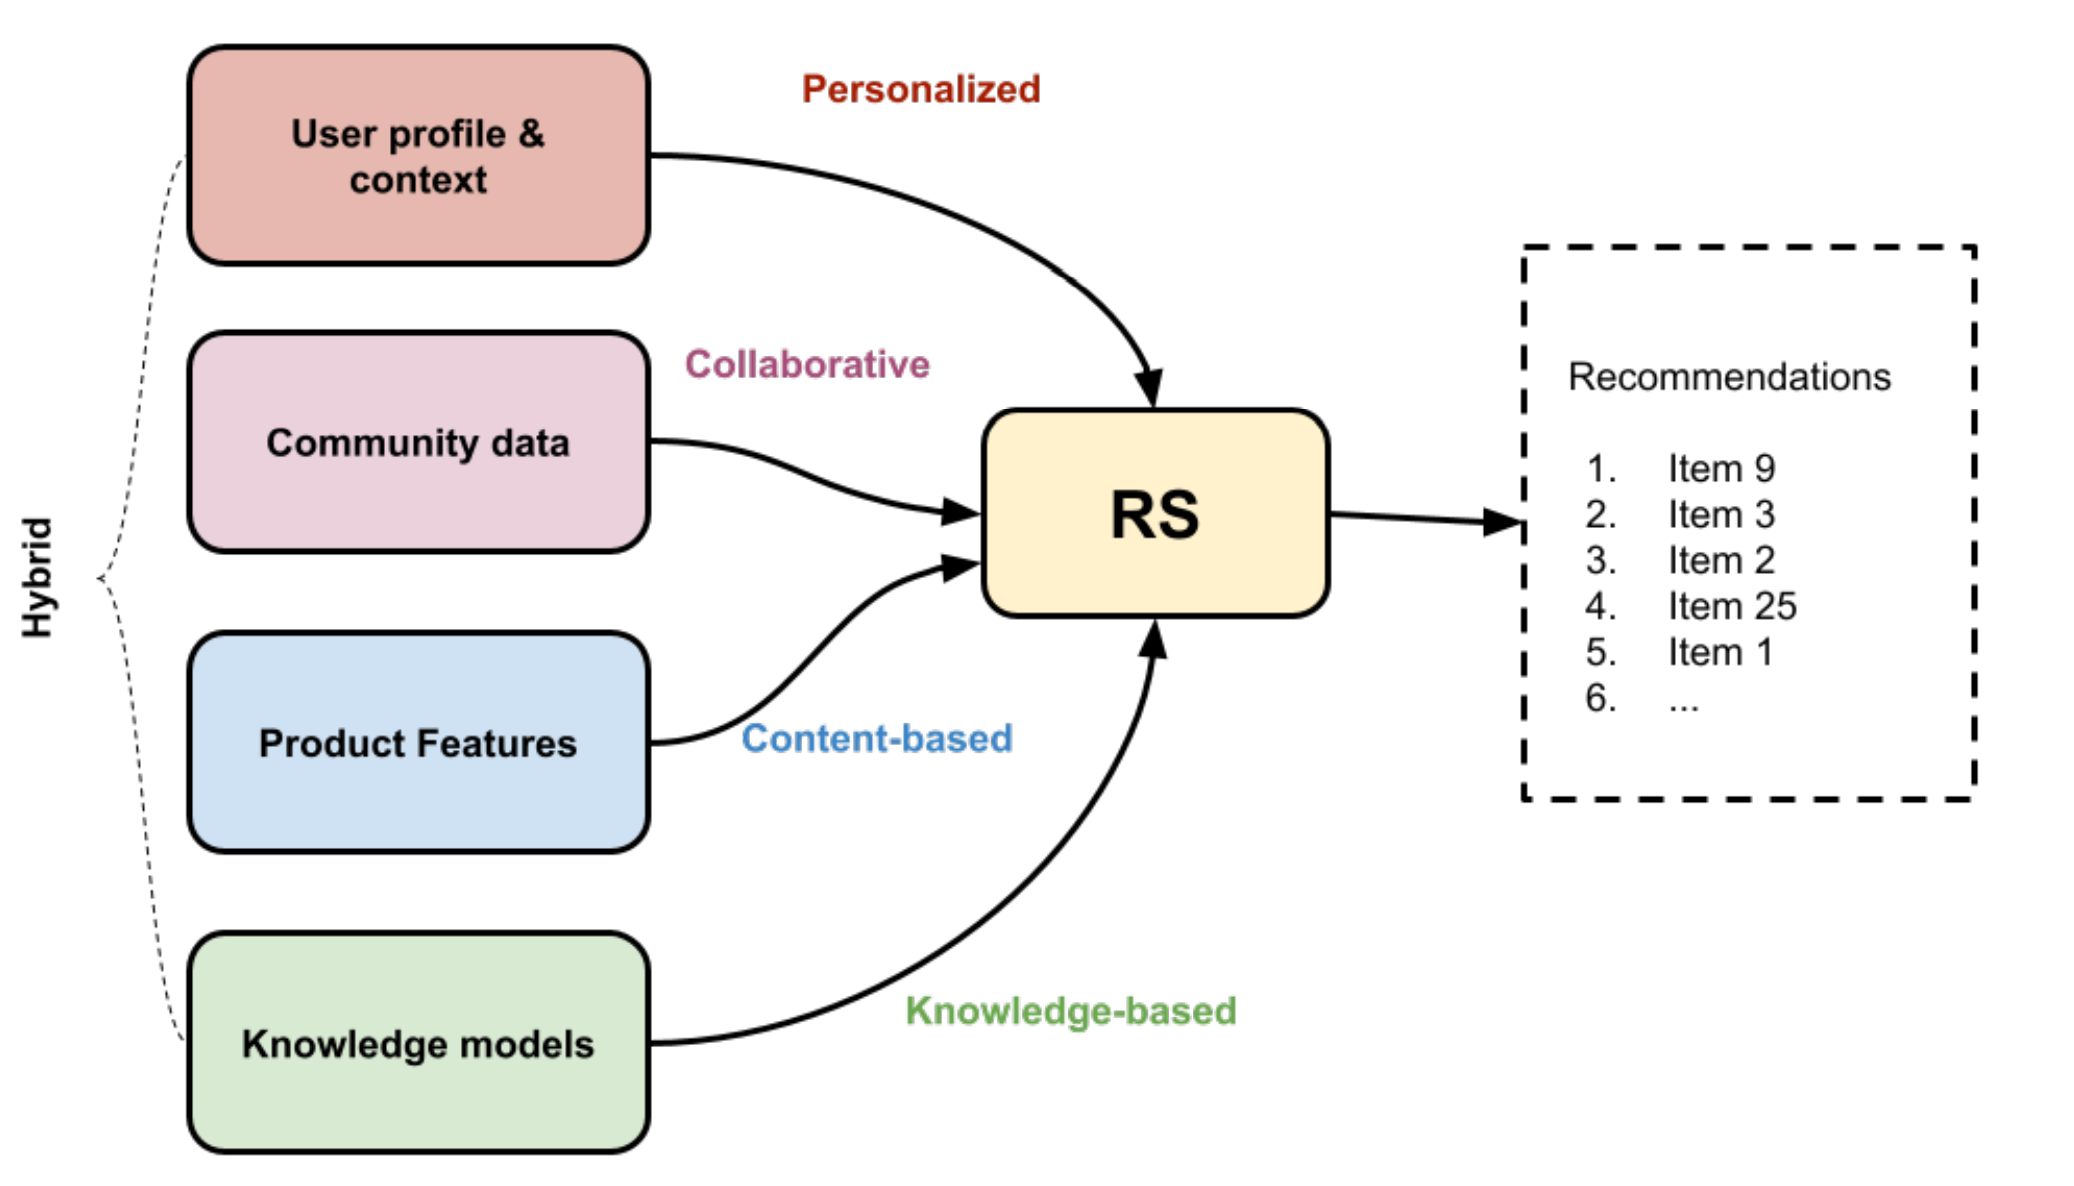 Personalized
User profile &
context
Collaborative
Community data
Hybrid
RS
Product Features
Content-based
Knowledge models
Knowledge-based
Recommendations
1. Item 9
2. Item 3
3. Item 2
4. Item 25
5. Item 1
6. ...